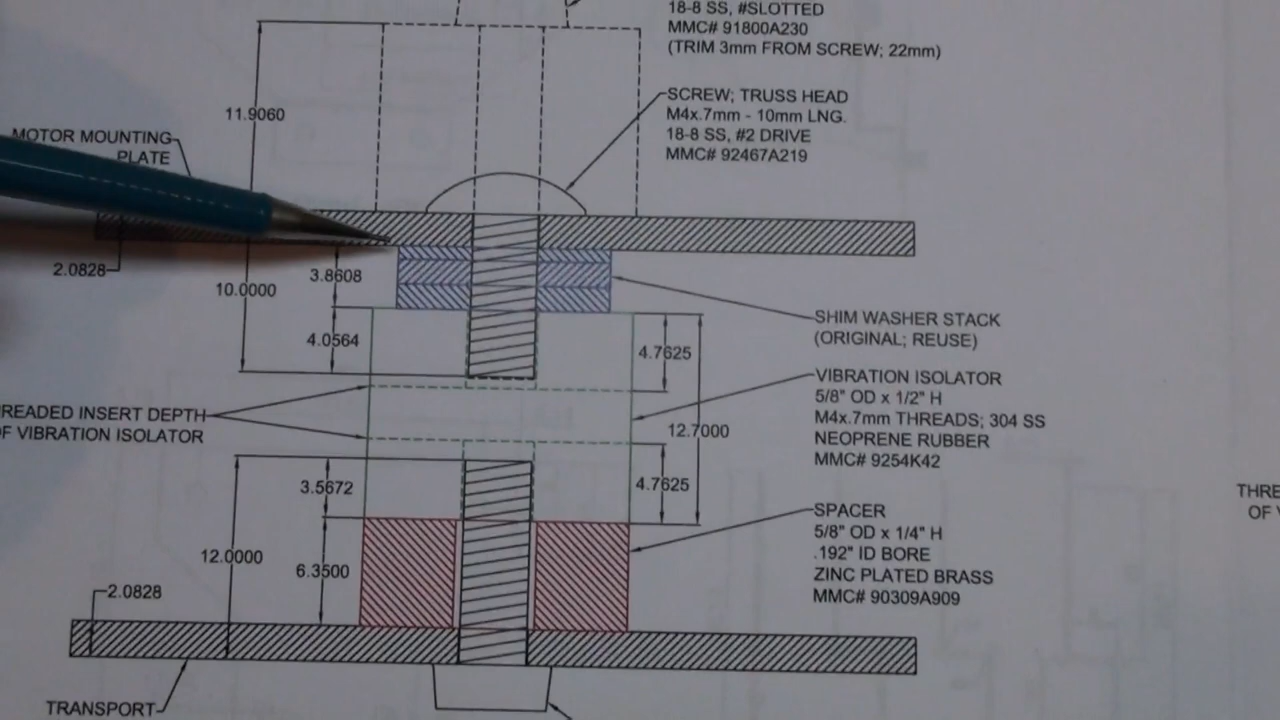 18-8 SS, #SLOTTED
MMC# 91800A230
(TRIM 3mm FROM SCREW; 22mm)
SCREW; TRUSS HEAD
M4x.7mm - 10mm LNG.
18-8 SS, #2 DRIVE
MMC# 92467A219
11.9060
MOTOR MOUNTING
PLATE
2.0828
10.0000
3.8608
4.0564
4.7625
12.7000
SHIM WASHER STACK
(ORIGINAL; REUSE)
VIBRATION ISOLATOR
5/8" OD x 1/2" H
M4x.7mm THREADS; 304 SS
NEOPRENE RUBBER
MMC# 9254K42
READED INSERT DEPTH
OF VIBRATION ISOLATOR
3.5672
4.7625
12.0000
6.3500
SPACER
5/8" OD x 1/4" H
.192" ID BORE
ZINC PLATED BRASS
MMC# 90309A909
2.0828
TRANSPORT
THRE
OF V